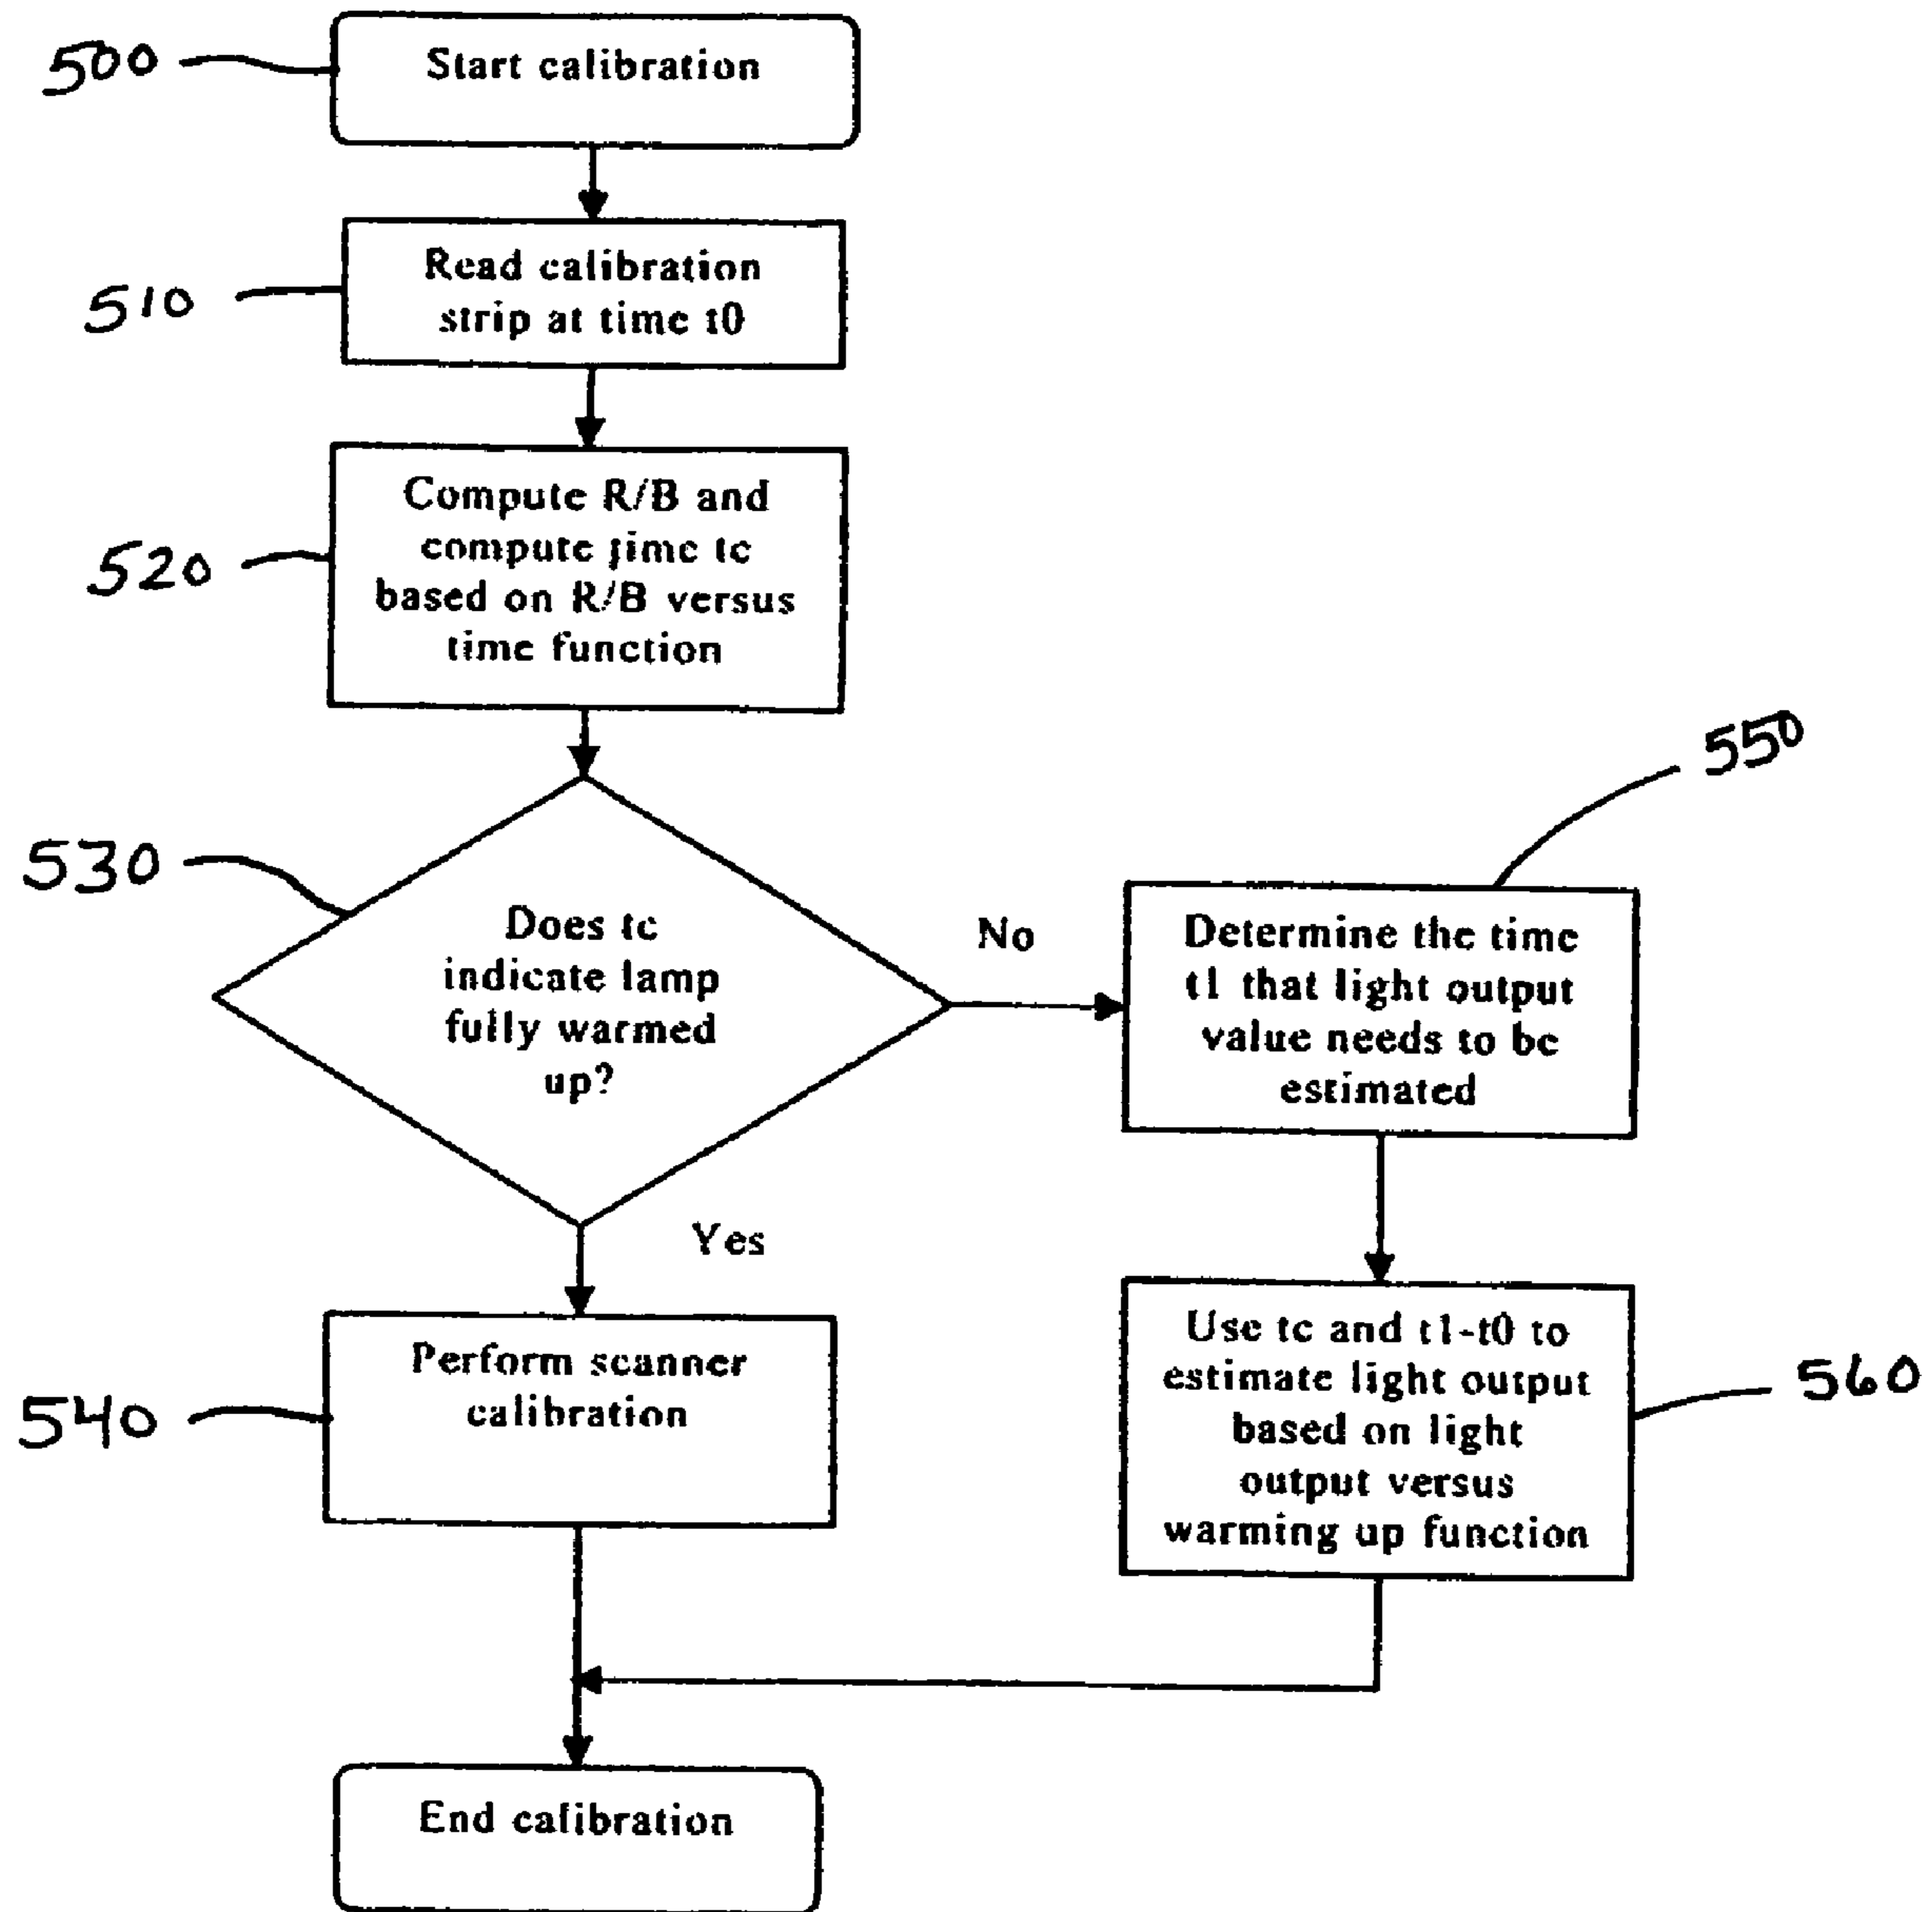 500
Start calibration
510
Read calibration
strip at time t0
520
Compute R/B and
compute time tc
based on R/B versus
time function
530
Does tc
indicate lamp
fully warmed
up?
No
550
Determine the time
t1 that light output
value needs to be
estimated
Yes
540
Perform scanner
calibration
560
Use tc and t1-t0 to
estimate light output
based on light
output versus
warming up function
End calibration